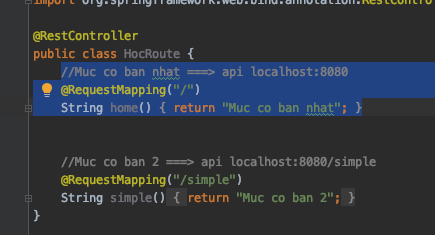 import org.springframework.web.bind.annotation.RestContro
@RestController
public class HocRoute {
//Muc co ban nhat ===> api localhost:8080
@RequestMapping("/")
String home() { return "Muc co ban nhat"; }
//Muc co ban 2 ===> api localhost:8080/simple
@RequestMapping("/simple")
String simple() { return "Muc co ban 2"; }
}